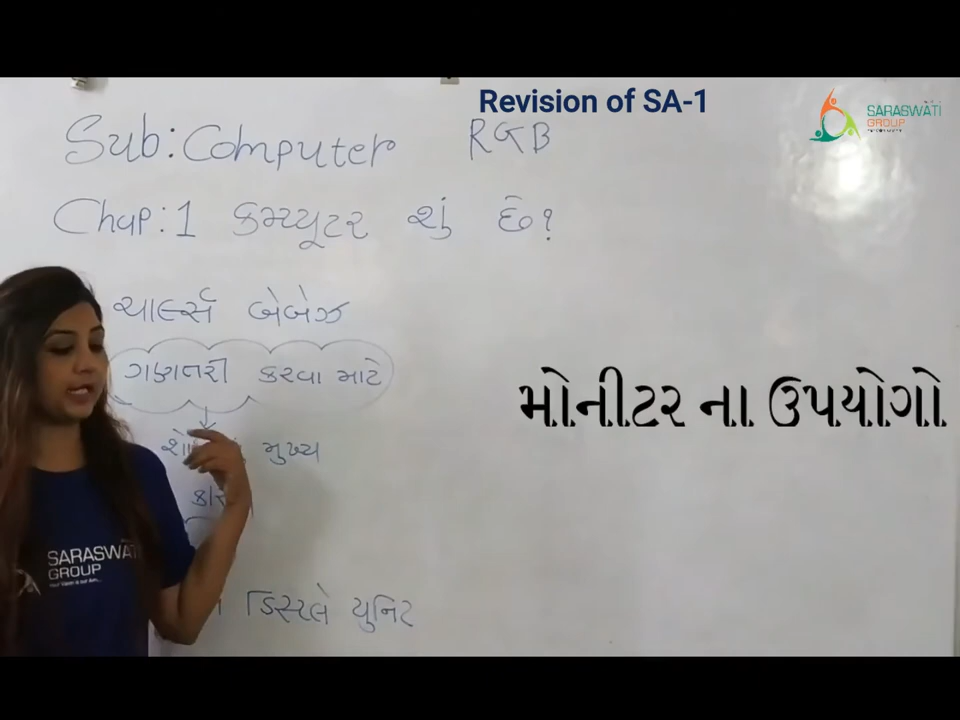 Revision of SA-1
SARASWATI
GROUP
Sub: Computer RGB
Chap: 1 કમ્પ્યૂટર શું છે?
ચાર્લ્સ બેબેઝ
ગણતરી કરવા માટે
મોનીટર ના ઉપયોગો
મુખ્ય
SARASWATI
GROUP
ડિસ્પ્લે યુનિટ